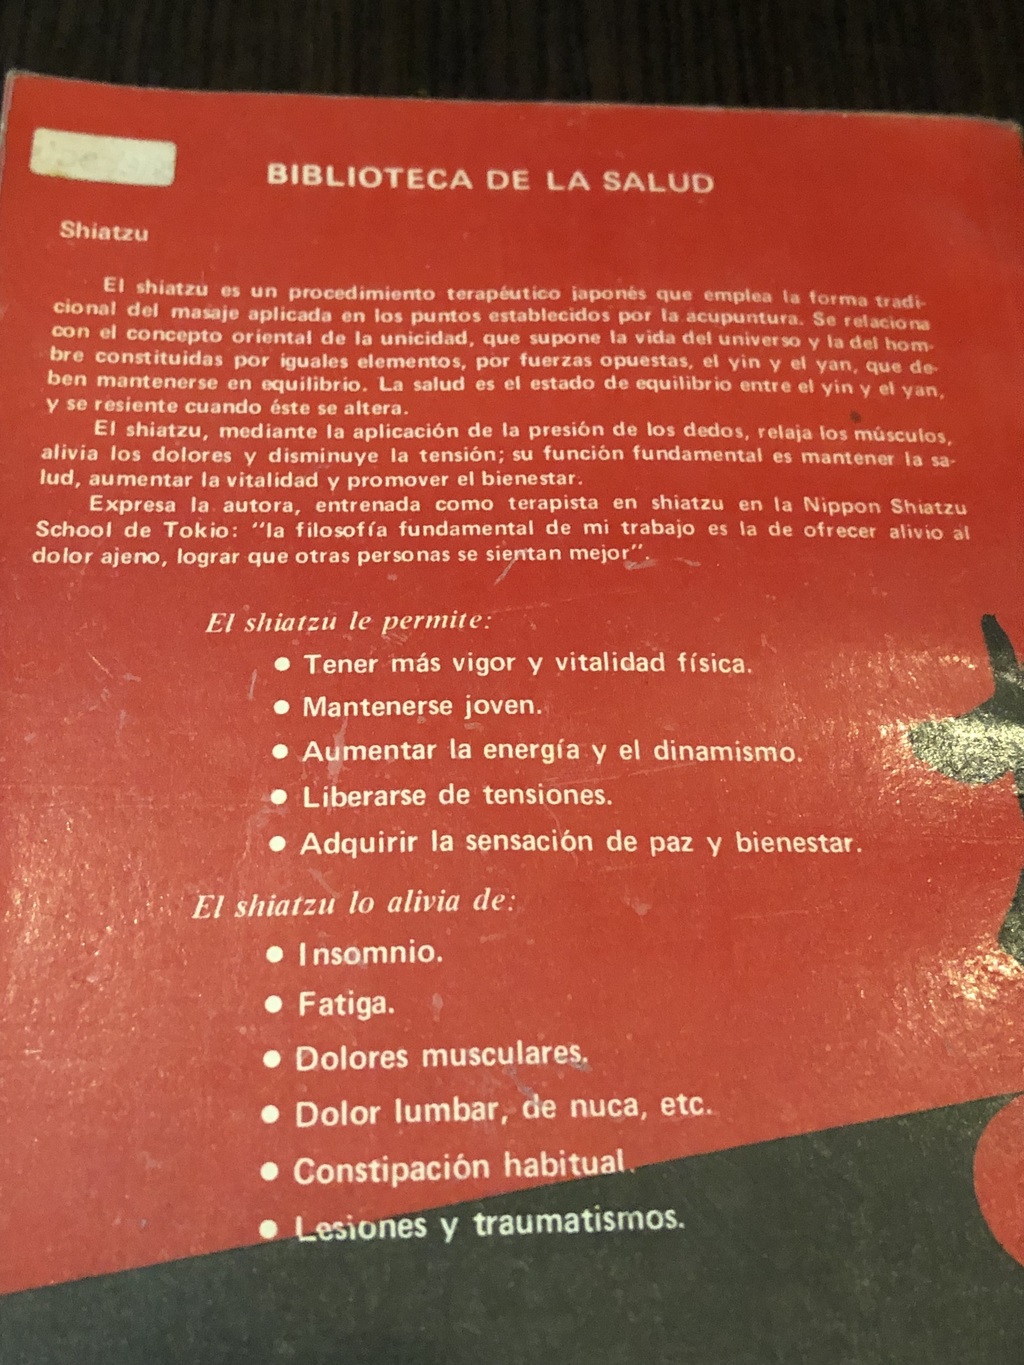 BIBLIOTECA DE LA SALUD
Shiatzu
El shiatzu es un procedimiento terapéutico japonés que emplea la forma tradi-
cional del masaje aplicada en los puntos establecidos por la acupuntura. Se relaciona
con el concepto oriental de la unicidad, que supone la vida del universo y la del hom-
bre constituidas por iguales elementos, por fuerzas opuestas, el yin y el yan, que de-
ben mantenerse en equilibrio. La salud es el estado de equilibrio entre el yin y el yan,
y se resiente cuando éste se altera.
El shiatzu, mediante la aplicación de la presión de los dedos, relaja los músculos,
alivia los dolores y disminuye la tensión; su función fundamental es mantener la sa-
lud, aumentar la vitalidad y promover el bienestar.
Expresa la autora, entrenada como terapista en shiatzu en la Nippon Shiatzu
School de Tokio: "la filosofía fundamental de mi trabajo es la de ofrecer alivio al
dolor ajeno, lograr que otras personas se sientan mejor".
El shiatzu le permite:
• Tener más vigor y vitalidad física.
• Mantenerse joven.
• Aumentar la energía y el dinamismo.
• Liberarse de tensiones.
• Adquirir la sensación de paz y bienestar.
El shiatzu lo alivia de:
• Insomnio.
• Fatiga.
• Dolores musculares.
• Dolor lumbar, de nuca, etc.
• Constipación habitual.
• Lesiones y traumatismos.